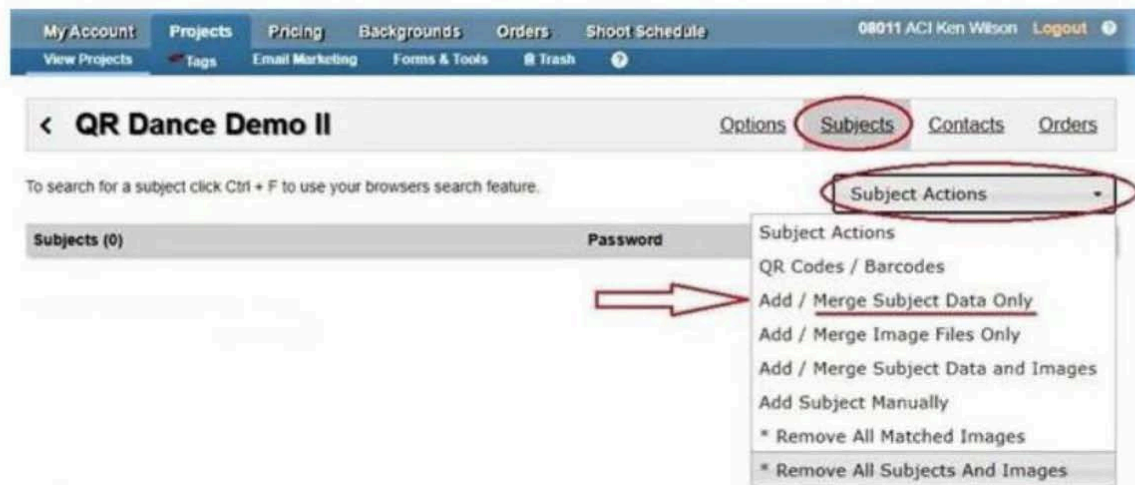 My Account Projects Pricing Backgrounds Orders Shoot Schedule 08011 ACI Ken Wilson Logout ?
View Projects Tags Email Marketing Forms & Tools Trash ?
< QR Dance Demo II Options Subjects Contacts Orders
To search for a subject click Ctrl + F to use your browsers search feature.
Subject Actions
Subjects (0) Password
Subject Actions
QR Codes / Barcodes
Add / Merge Subject Data Only
Add / Merge Image Files Only
Add / Merge Subject Data and Images
Add Subject Manually
* Remove All Matched Images
* Remove All Subjects And Images